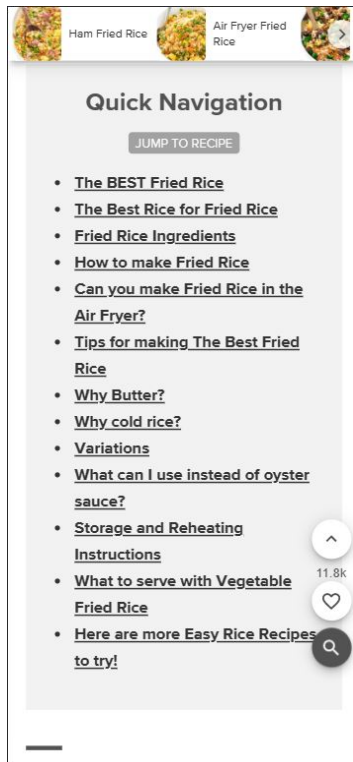 Ham Fried Rice
Air Fryer Fried
Rice
Quick Navigation
JUMP TO RECIPE
The BEST Fried Rice
The Best Rice for Fried Rice
Fried Rice Ingredients
How to make Fried Rice
Can you make Fried Rice in the
Air Fryer?
Tips for making The Best Fried
Rice
Why Butter?
Why cold rice?
Variations
What can I use instead of oyster
sauce?
Storage and Reheating
Instructions
What to serve with Vegetable
Fried Rice
Here are more Easy Rice Recipes
to try!
11.8k